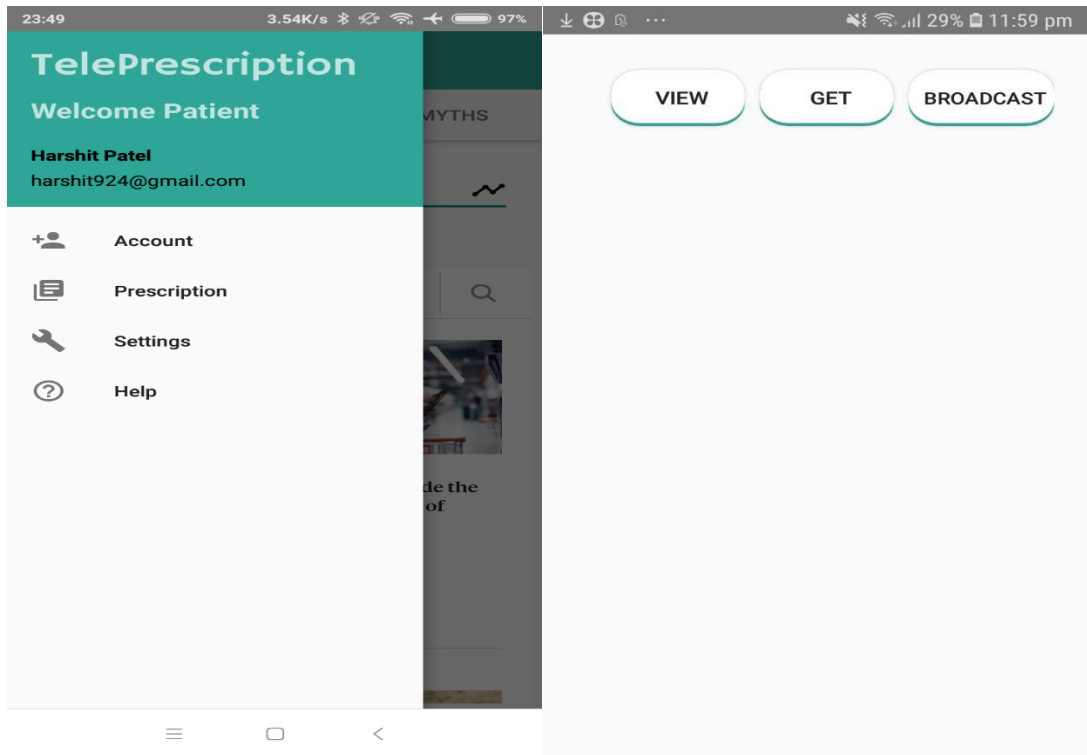 23:49 3.54K/s 97%
TelePrescription
Welcome Patient
Harshit Patel
harshit924@gmail.com
Account
Prescription
Settings
Help
MYTHS
de the
of
29% 11:59 pm
VIEW GET BROADCAST